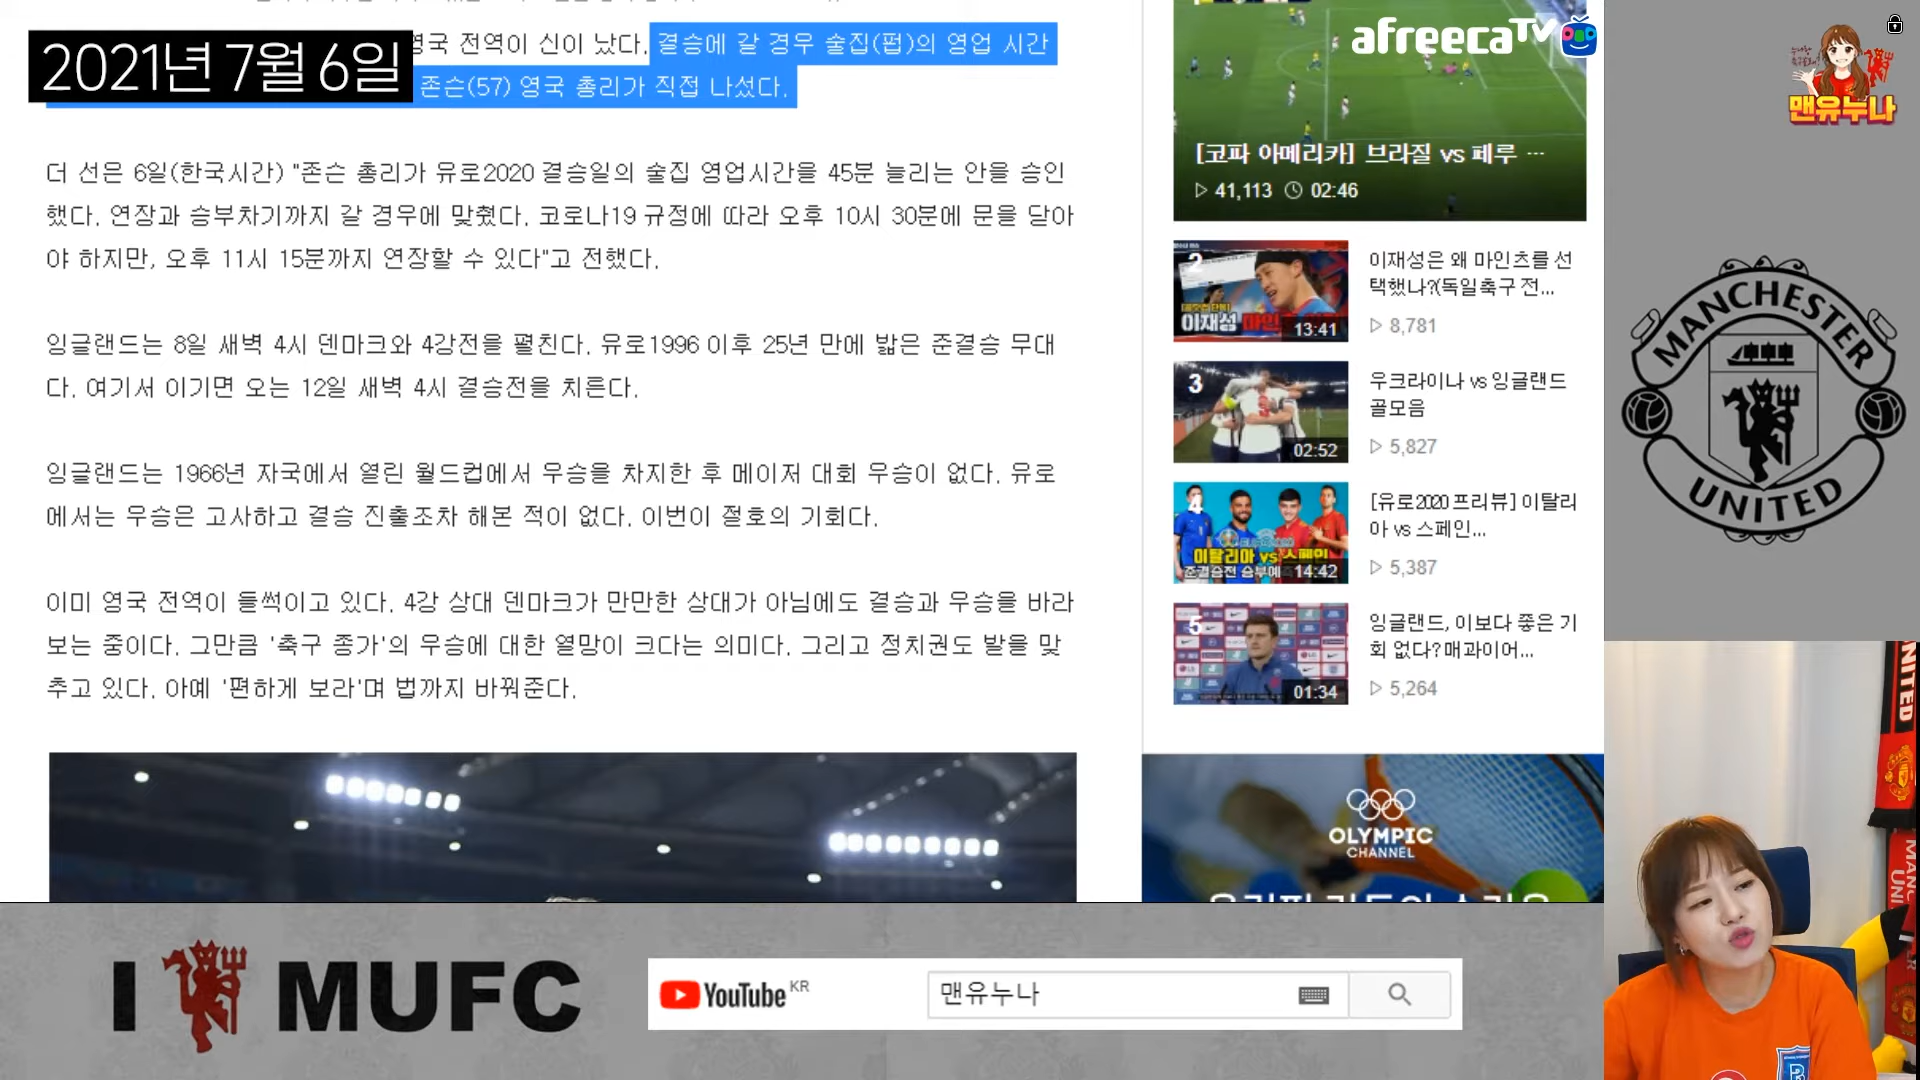 2021년 7월 6일
영국 전역이 신이 났다. 결승에 갈 경우 술집(펍)의 영업 시간
존슨(57) 영국 총리가 직접 나섰다.
더 선은 6일(한국시간) "존슨 총리가 유로2020 결승일의 술집 영업시간을 45분 늘리는 안을 승인
했다. 연장과 승부차기까지 갈 경우에 맞췄다. 코로나19 규정에 따라 오후 10시 30분에 문을 닫아
야 하지만, 오후 11시 15분까지 연장할 수 있다"고 전했다.
잉글랜드는 8일 새벽 4시 덴마크와 4강전을 펼친다. 유로1996 이후 25년 만에 밟은 준결승 무대
다. 여기서 이기면 오는 12일 새벽 4시 결승전을 치른다.
잉글랜드는 1966년 자국에서 열린 월드컵에서 우승을 차지한 후 메이저 대회 우승이 없다. 유로
에서는 우승은 고사하고 결승 진출조차 해본 적이 없다. 이번이 절호의 기회다.
이미 영국 전역이 들썩이고 있다. 4강 상대 덴마크가 만만한 상대가 아님에도 결승과 우승을 바라
보는 중이다. 그만큼 '축구 종가'의 우승에 대한 열망이 크다는 의미다. 그리고 정치권도 발을 맞
추고 있다. 아예 '편하게 보라'며 법까지 바꿔준다.
afreecaTV
[코파 아메리카] 브라질 vs 페루 …
41,113 02:46
2
이재성
마인
13:41
이재성은 왜 마인츠를 선
택했나?(독일축구 전...
8,781
3
02:52
우크라이나 vs 잉글랜드
골모음
5,827
4
이탈리아 vs 스페인
준결승전 승부예측
14:42
[유로2020 프리뷰] 이탈리
아 vs 스페인...
5,387
5
01:34
잉글랜드, 이보다 좋은 기
회 없다?매과이어...
5,264
OLYMPIC
CHANNEL
맨유누나
MANCHESTER
UNITED
UNITED
I MUFC
YouTube KR
맨유누나